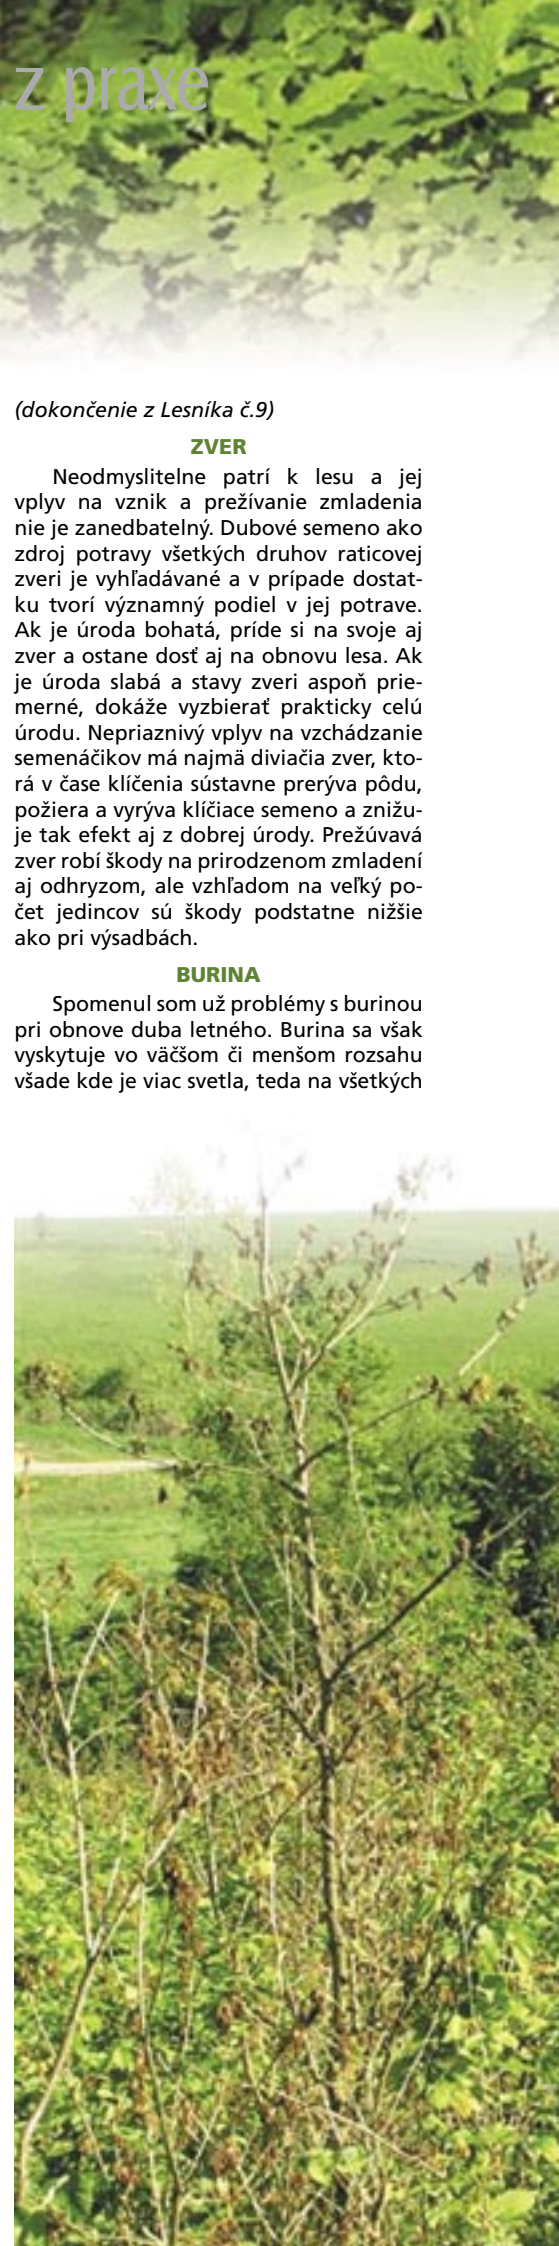 z praxe
(dokončenie z Lesníka č.9)
ZVER
Neodmysliteľne patrí k lesu a jej
vplyv na vznik a prežívanie zmladenia
nie je zanedbateľný. Dubové semeno ako
zdroj potravy všetkých druhov raticovej
zveri je vyhľadávané a v prípade dostat-
ku tvorí významný podiel v jej potrave.
Ak je úroda bohatá, príde si na svoje aj
zver a ostane dosť aj na obnovu lesa. Ak
je úroda slabá a stavy zveri aspoň prie-
merné, dokáže vyzbierať prakticky celú
úrodu. Nepriaznivý vplyv na vzchádzanie
semenáčikov má najmä diviačia zver, kto-
rá v čase klíčenia sústavne prerýva pôdu,
požiera a vyrýva klíčiace semeno a znižu-
je tak efekt aj z dobrej úrody. Prežúvavá
zver robí škody na prirodzenom zmladení
aj odhryzom, ale vzhľadom na veľký po-
čet jedincov sú škody podstatne nižšie
ako pri výsadbách.
BURINA
Spomenul som už problémy s burinou
pri obnove duba letného. Burina sa však
vyskytuje vo väčšom či menšom rozsahu
všade kde je viac svetla, teda na všetkých